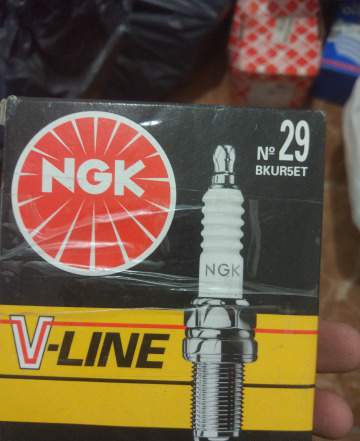 NGK
Nº 29
BKUR5ET
NGK
V-LINE